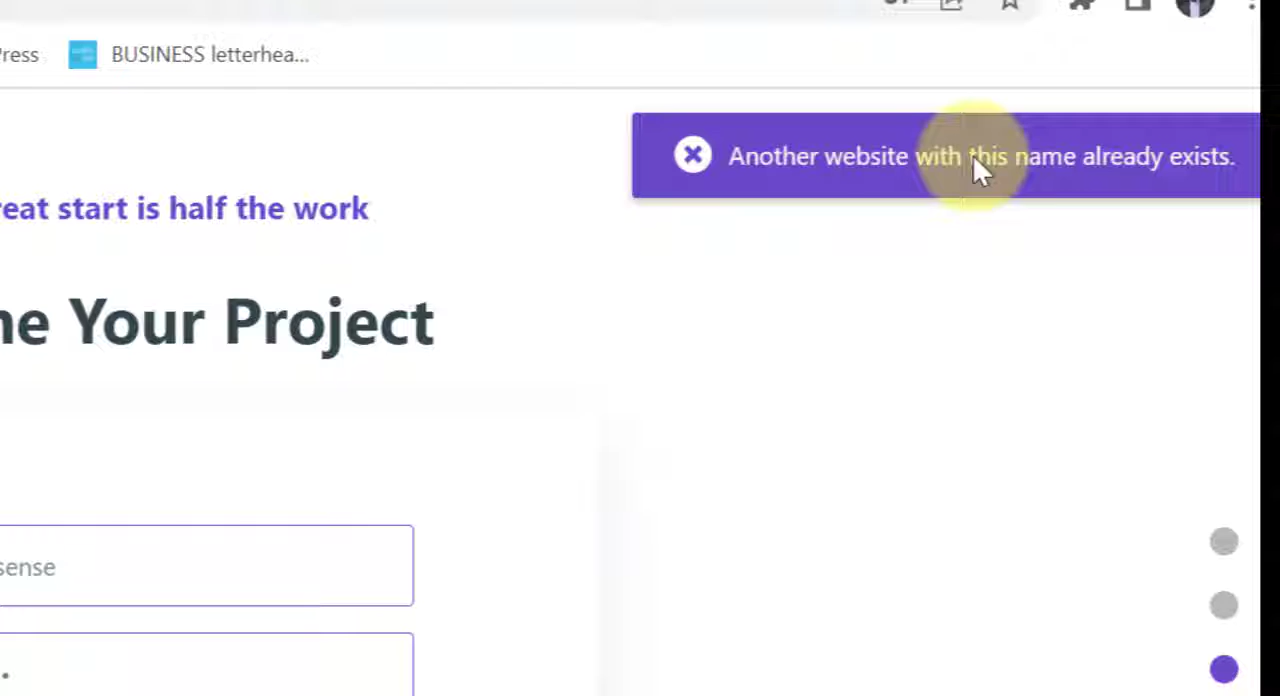 ress
BUSINESS letterhea...
Another website with this name already exists.
reat start is half the work
ne Your Project
sense